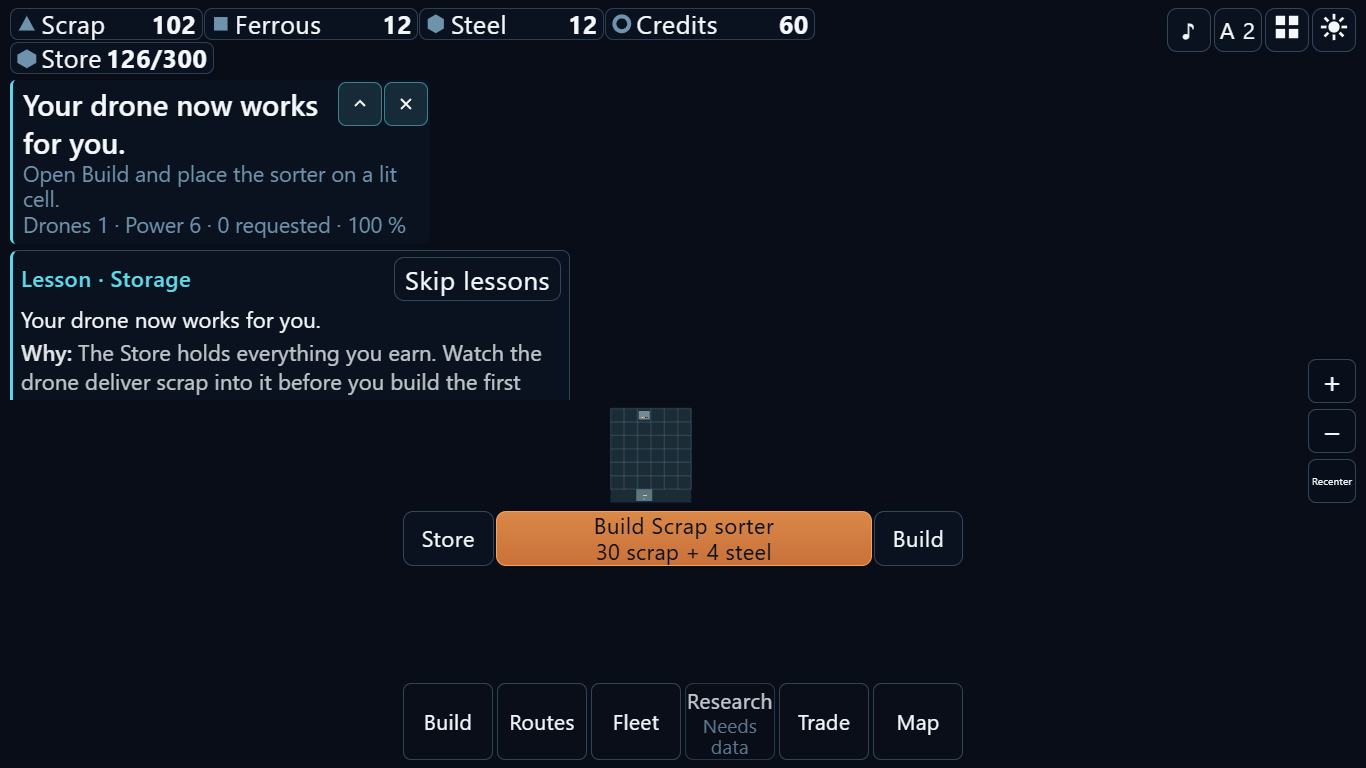 Scrap 102 Ferrous 12 Steel 12 Credits 60
A 2
Store 126/300
Your drone now works
for you.
Open Build and place the sorter on a lit
cell.
Drones 1 · Power 6 · 0 requested · 100 %
Lesson · Storage
Skip lessons
Your drone now works for you.
Why: The Store holds everything you earn. Watch the
drone deliver scrap into it before you build the first
+
–
Recenter
Store
Build Scrap sorter
30 scrap + 4 steel
Build
Build
Routes
Fleet
Research
Needs
data
Trade
Map